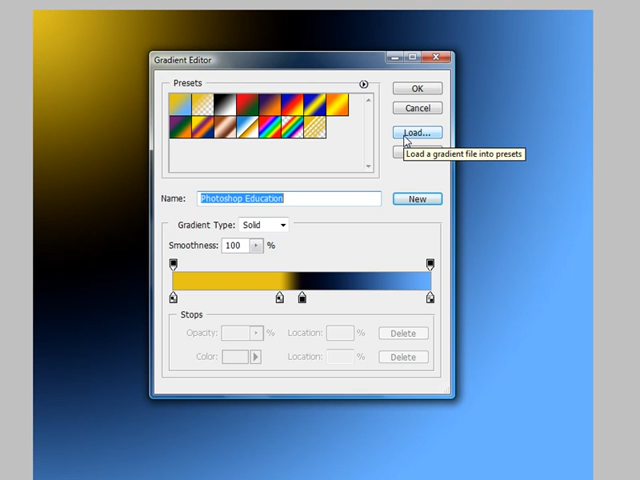 Gradient Editor
Presets
OK
Cancel
Load...
Load a gradient file into presets
Name: Photoshop Education
New
Gradient Type: Solid
Smoothness: 100 %
Stops
Opacity: % Location: % Delete
Color: Location: % Delete